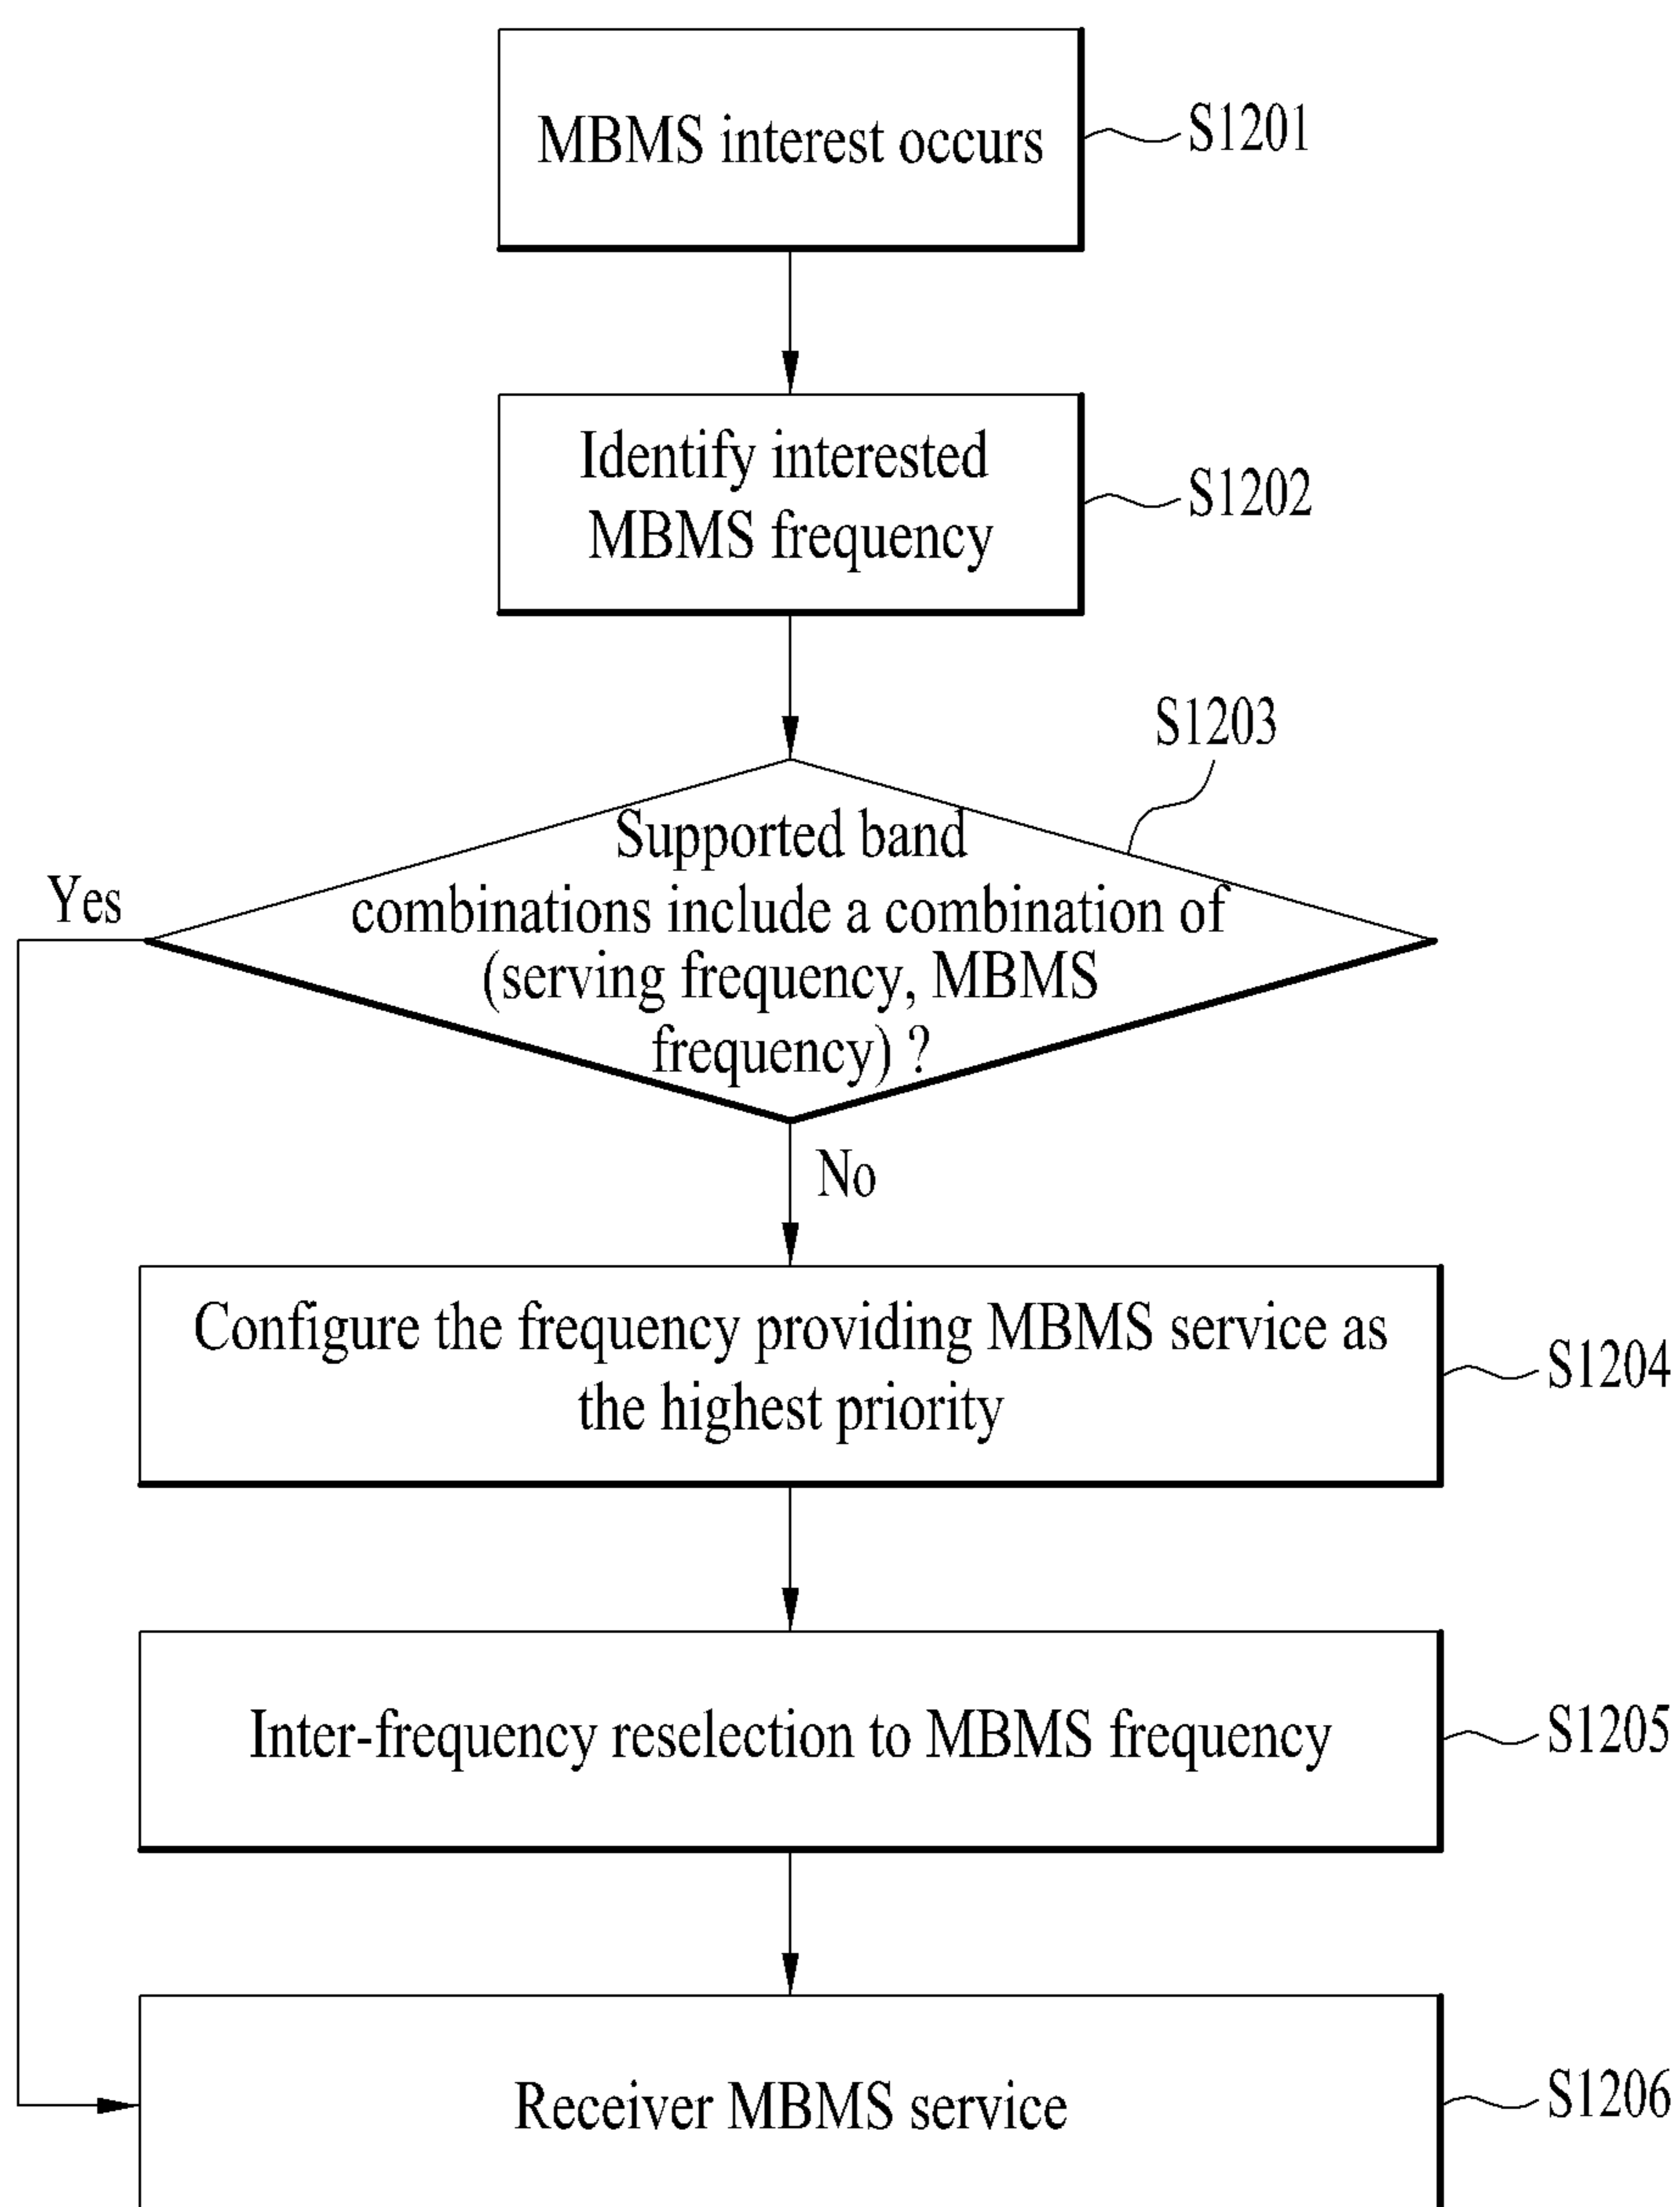 MBMS interest occurs
S1201
Identify interested
MBMS frequency
S1202
S1203
Supported band
combinations include a combination of
(serving frequency, MBMS
frequency) ?
Yes
No
Configure the frequency providing MBMS service as
the highest priority
S1204
Inter-frequency reselection to MBMS frequency
S1205
Receiver MBMS service
S1206